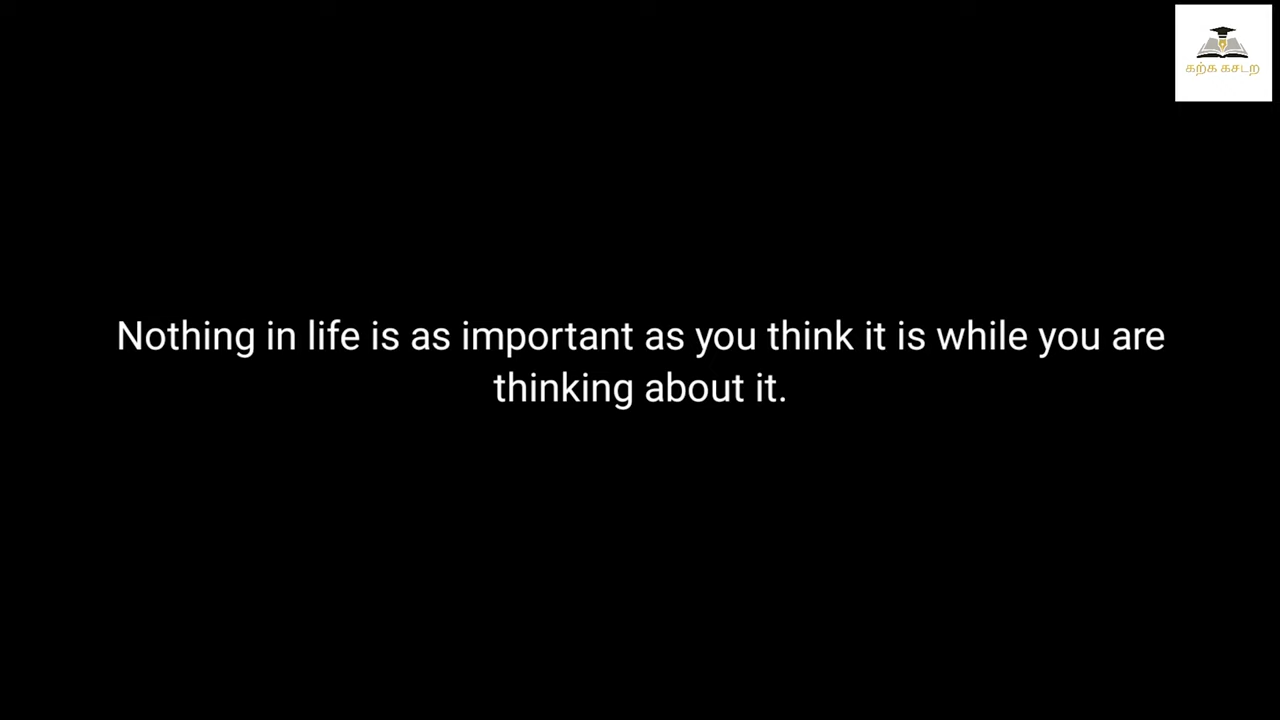 கற்க கசடற
Nothing in life is as important as you think it is while you are
thinking about it.